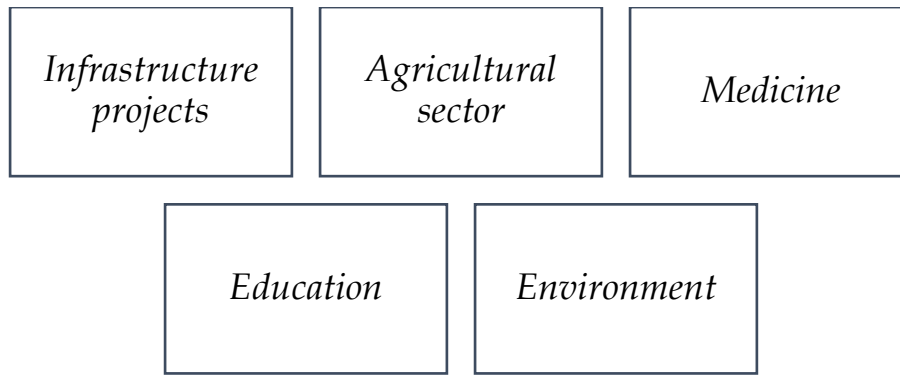 Infrastructure
projects
Agricultural
sector
Medicine
Education
Environment